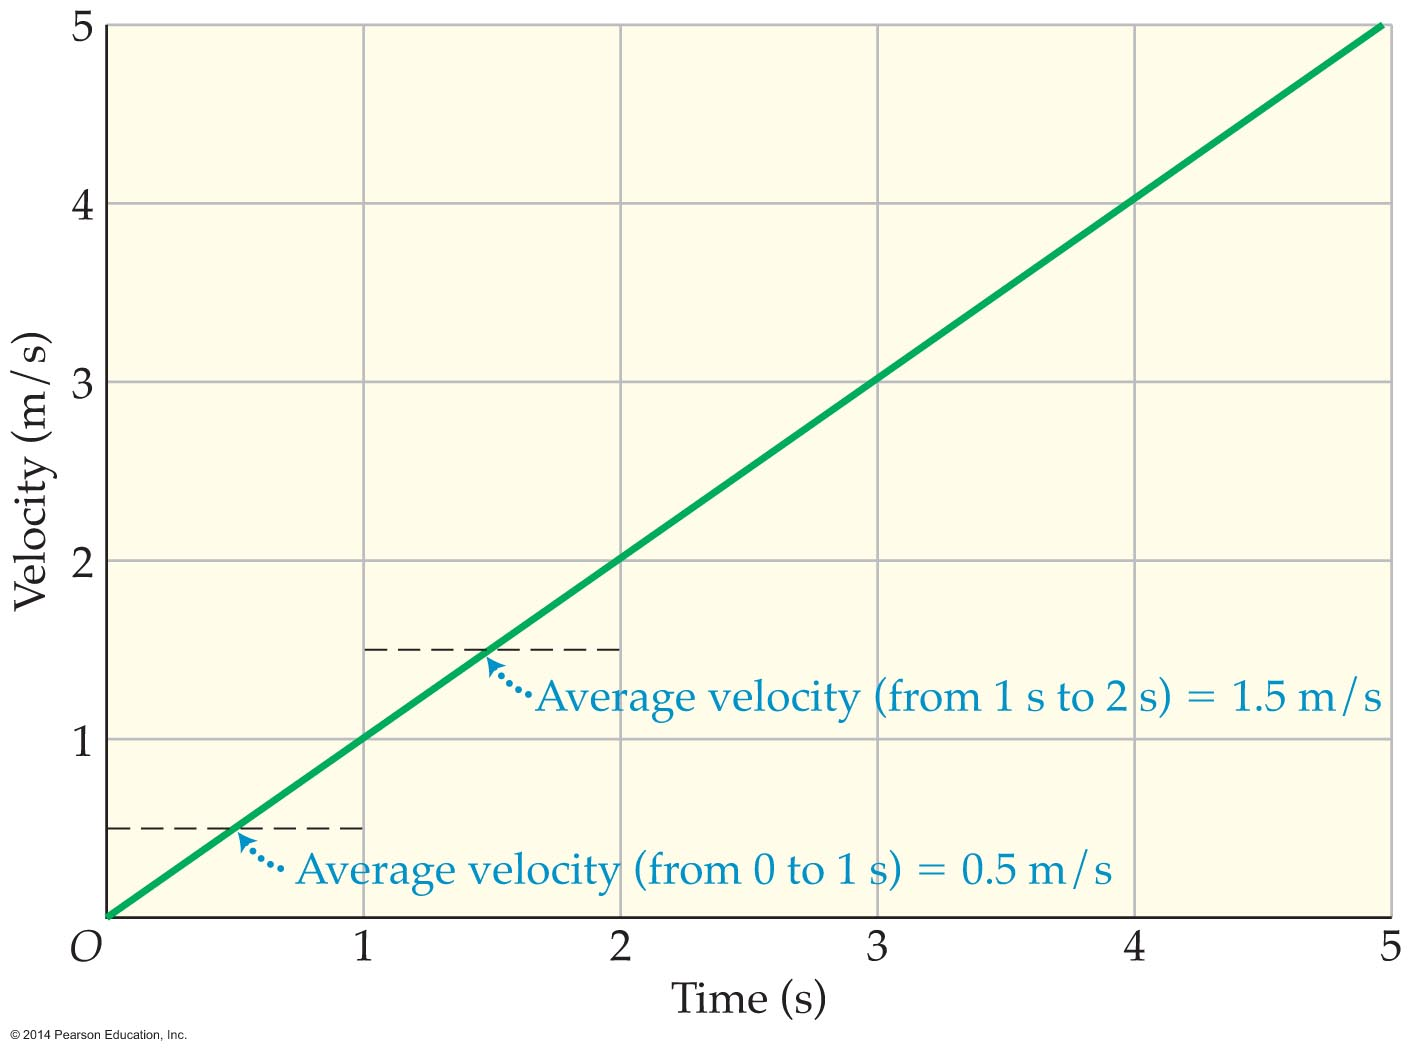 5
4
3
2
1
Velocity (m/s)
Average velocity (from 1 s to 2 s) = 1.5 m/s
Average velocity (from 0 to 1 s) = 0.5 m/s
O 1 2 3 4 5
Time (s)
© 2014 Pearson Education, Inc.